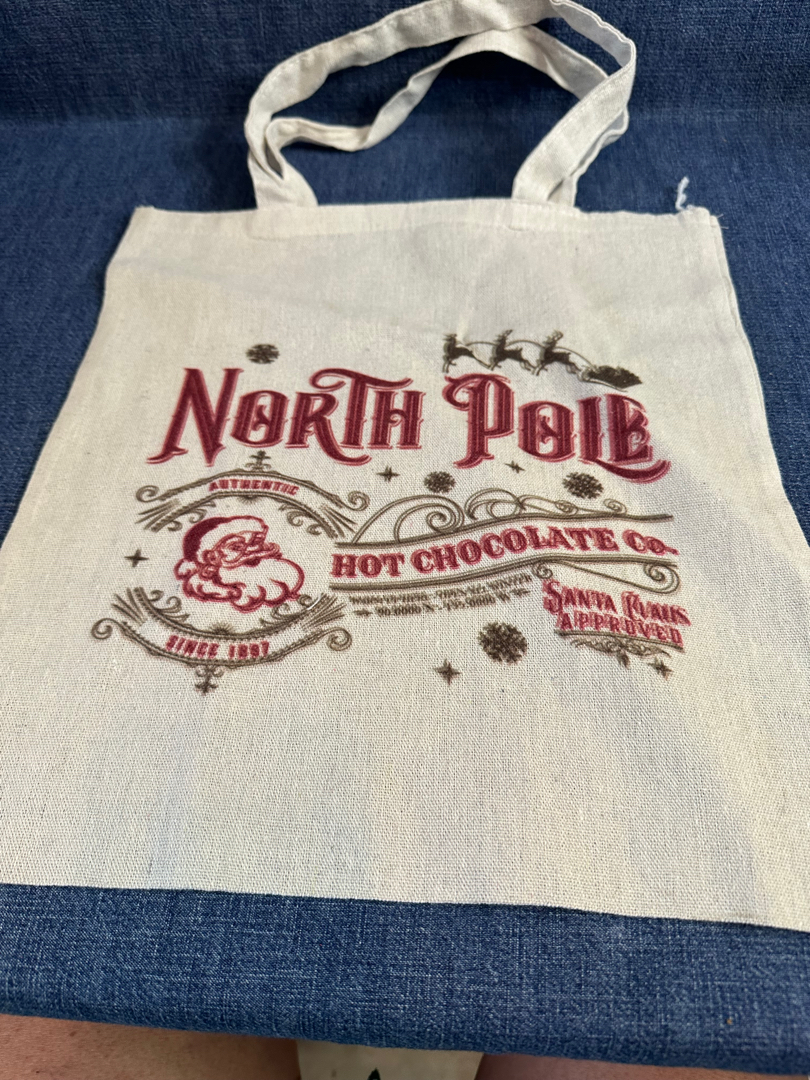 NORTH POLE
AUTHENTIC
HOT CHOCOLATE CO.
SANTA CLAUS
APPROVED
SINCE 1897